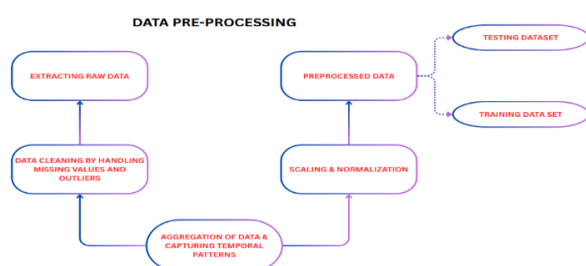 DATA PRE-PROCESSING
TESTING DATASET
EXTRACTING RAW DATA
PREPROCESSED DATA
TRAINING DATA SET
DATA CLEANING BY HANDLING
MISSING VALUES AND
OUTLIERS
SCALING & NORMALIZATION
AGGREGATION OF DATA &
CAPTURING TEMPORAL
PATTERNS